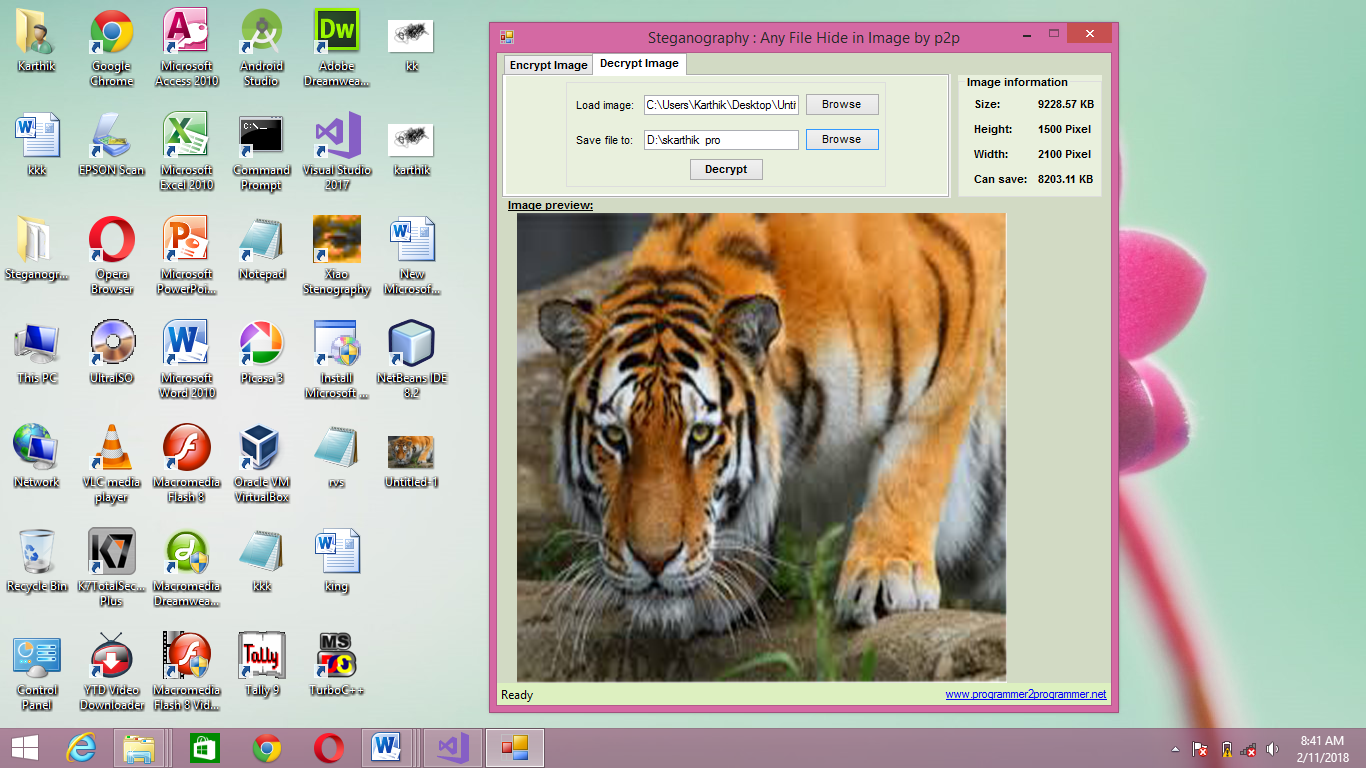 Karthik
Google
Chrome
Microsoft
Access 2010
Android
Studio
Adobe
Dreamwea...
kk
kkk
EPSON Scan
Microsoft
Excel 2010
Command
Prompt
Visual Studio
2017
karthik
Steganogr...
Opera
Browser
Microsoft
PowerPoi...
Notepad
Xiao
Stenography
New
Microsof...
This PC
UltraISO
Microsoft
Word 2010
Picasa 3
Install
Microsoft ...
NetBeans IDE
8.2
Network
VLC media
player
Macromedia
Flash 8
Oracle VM
VirtualBox
rvs
Untitled-1
Recycle Bin
K7TotalSec...
Plus
Macromedia
Dreamwea...
kkk
king
Control
Panel
YTD Video
Downloader
Macromedia
Flash 8 Vid...
Tally 9
TurboC++
Dw
C:\>_
K7
Tally
MS
Steganography : Any File Hide in Image by p2p
Encrypt Image
Decrypt Image
Load image:
C:\Users\Karthik\Desktop\Unti
Browse
Save file to:
D:\skarthik pro
Browse
Decrypt
Image information
Size: 9228.57 KB
Height: 1500 Pixel
Width: 2100 Pixel
Can save: 8203.11 KB
Image preview:
Ready
www.programmer2programmer.net
8:41 AM
2/11/2018